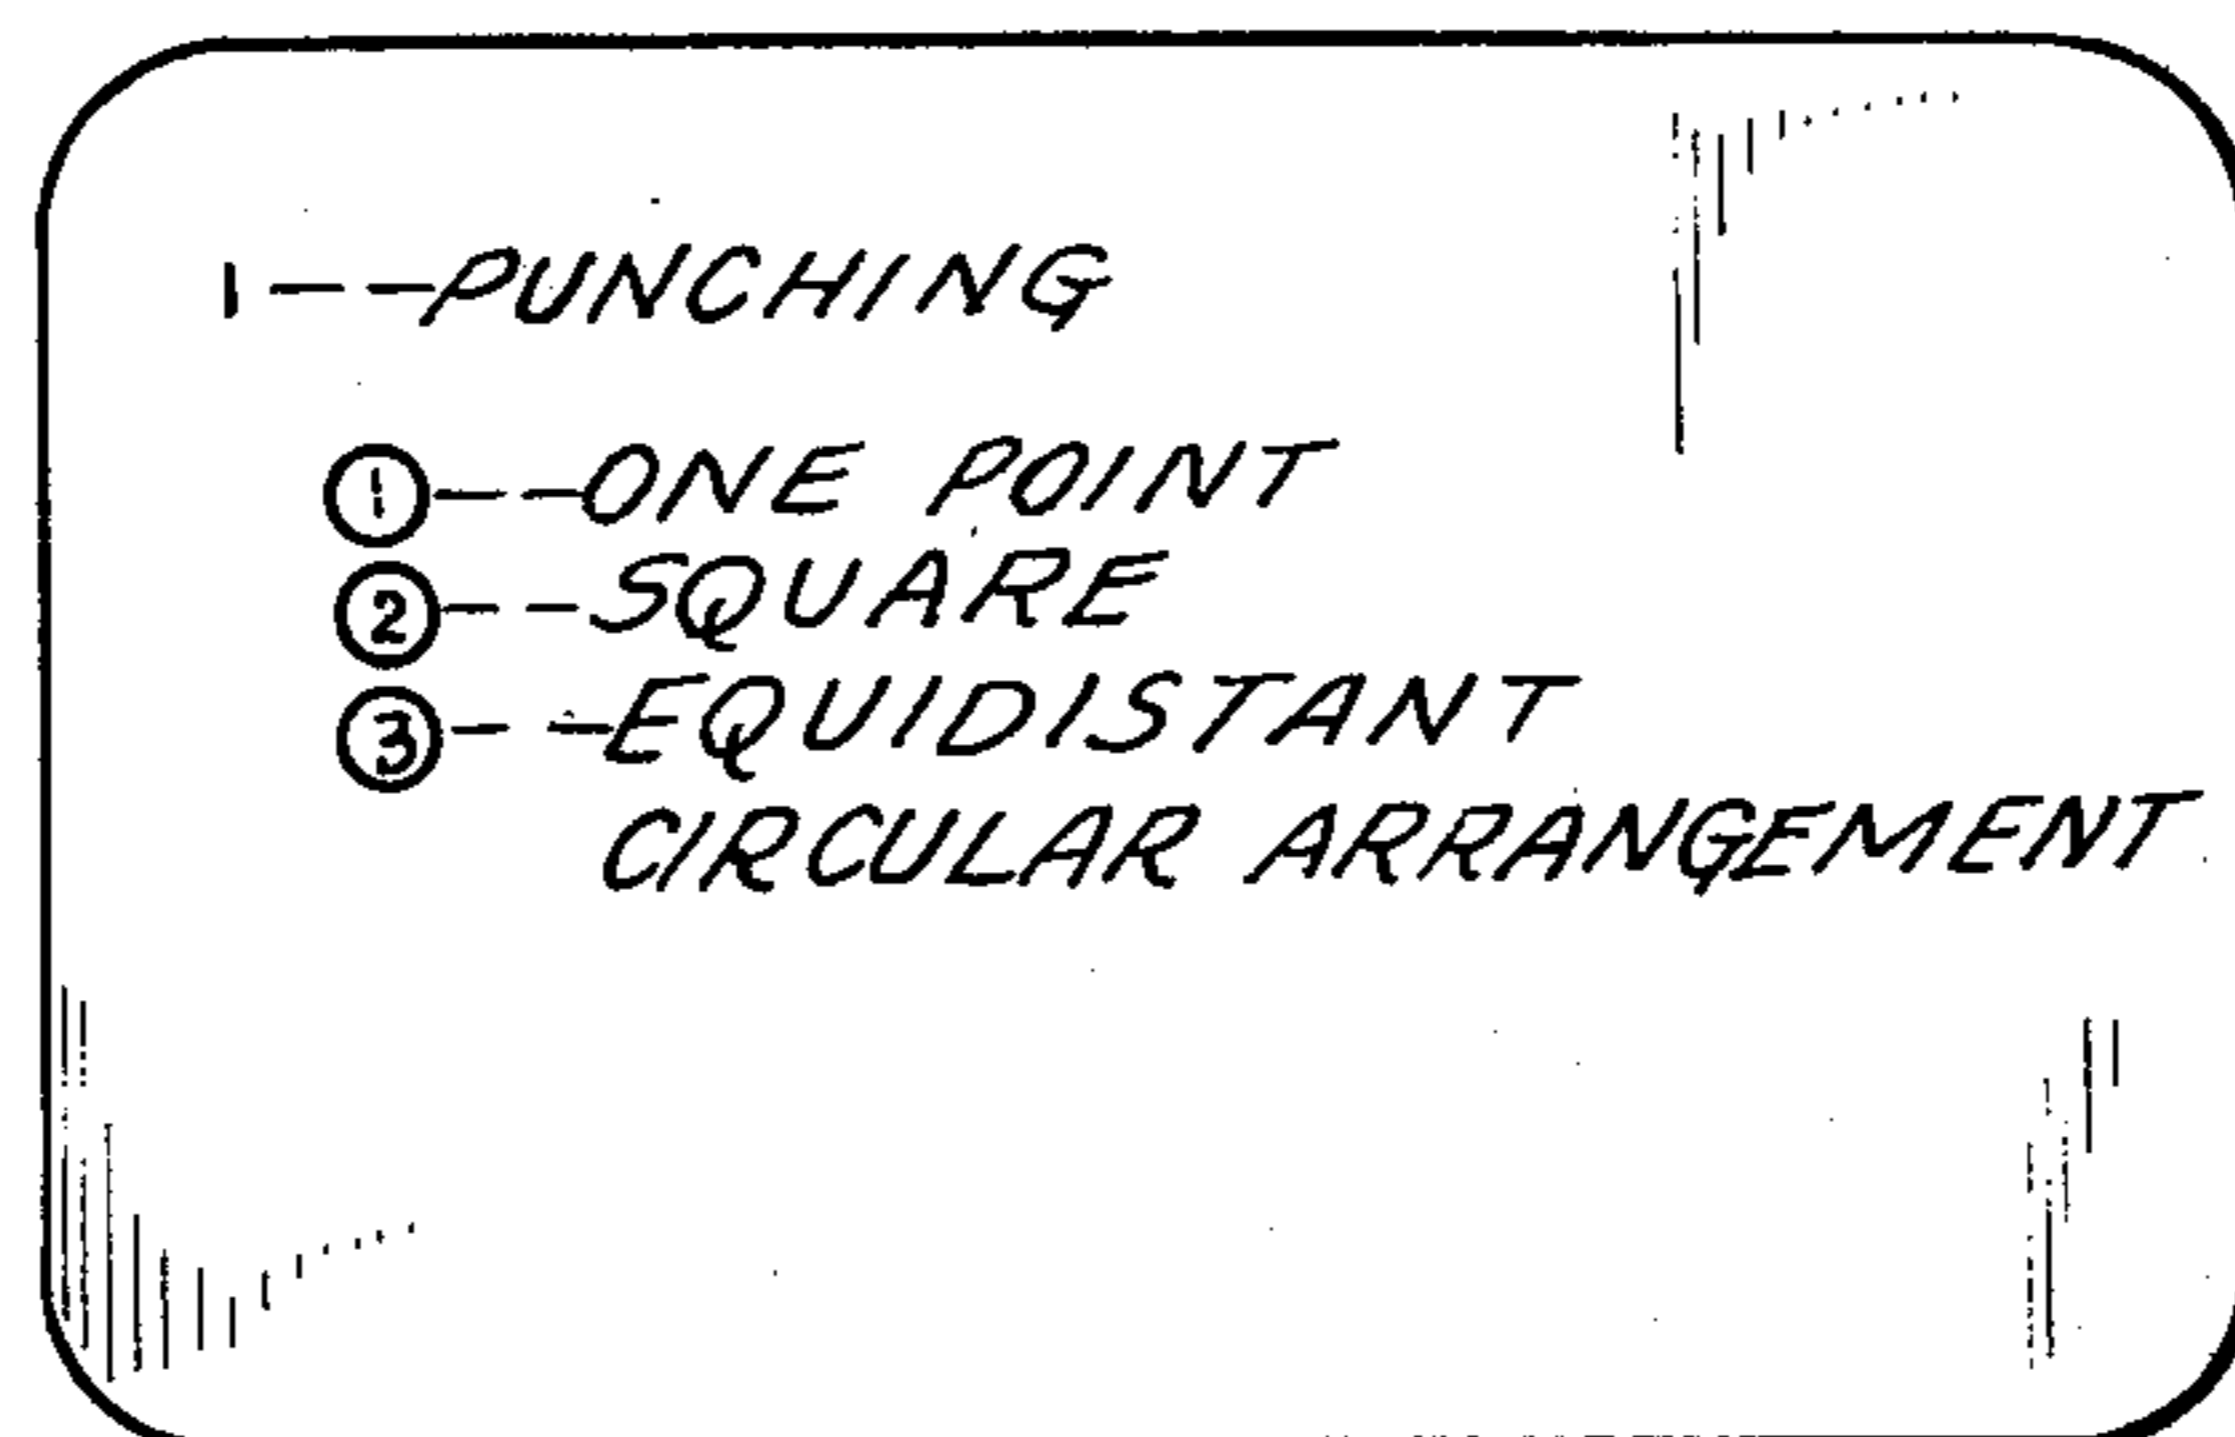 1--PUNCHING
①--ONE POINT
②--SQUARE
③--EQUIDISTANT
CIRCULAR ARRANGEMENT